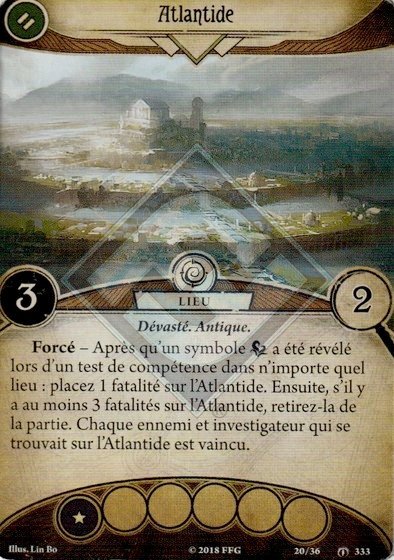 Atlantide
3
LIEU
2
Dévasté. Antique.
Forcé – Après qu'un symbole a été révélé
lors d'un test de compétence dans n'importe quel
lieu : placez 1 fatalité sur l'Atlantide. Ensuite, s'il y
a au moins 3 fatalités sur l'Atlantide, retirez-la de
la partie. Chaque ennemi et investigateur qui se
trouvait sur l'Atlantide est vaincu.
Illus. Lin Bo
© 2018 FFG
20/36
333